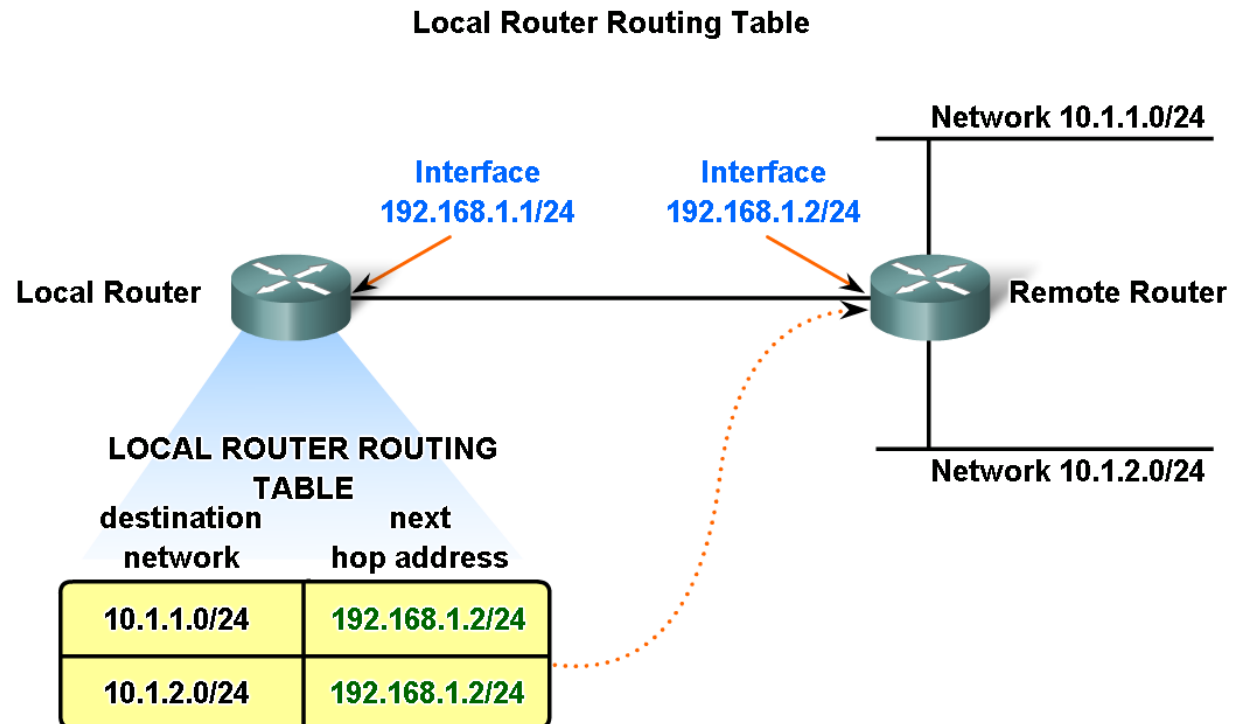 Local Router Routing Table
Network 10.1.1.0/24
Interface
192.168.1.1/24
Interface
192.168.1.2/24
Local Router
Remote Router
Network 10.1.2.0/24
LOCAL ROUTER ROUTING
TABLE
destination
network
next
hop address
10.1.1.0/24 192.168.1.2/24
10.1.2.0/24 192.168.1.2/24